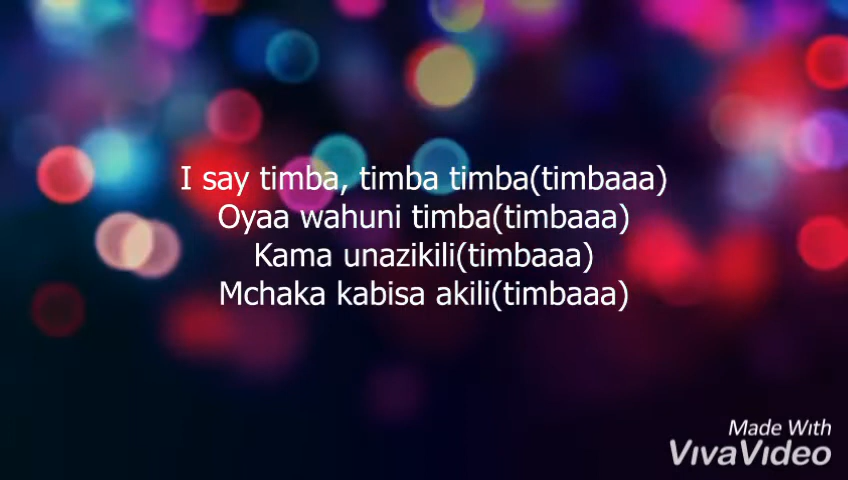 I say timba, timba timba(timbaaa)
Oyaa wahuni timba(timbaaa)
Kama unazikili(timbaaa)
Mchaka kabisa akili(timbaaa)
Made With
VivaVideo